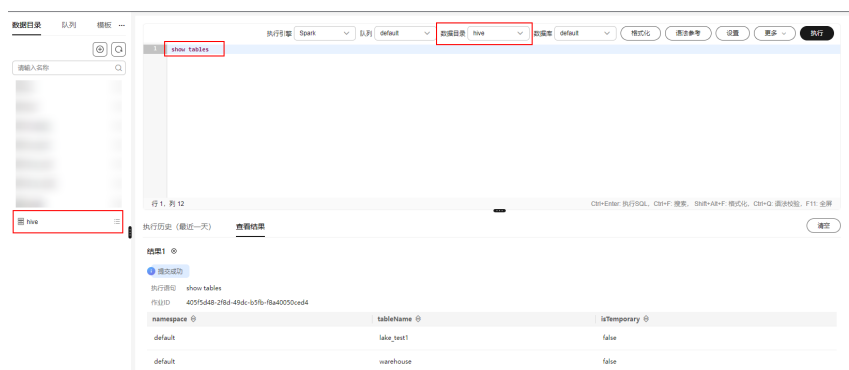 数据目录 队列 模板 ...
请输入名称
hive
执行引擎 Spark 队列 default 数据目录 hive 数据库 default 格式化 语法参考 设置 更多 执行
1 show tables
行 1，列 12
Ctrl+Enter: 执行SQL、Ctrl+F: 搜索、Shift+Alt+F: 格式化、Ctrl+Q: 语法校验、F11: 全屏
执行历史（最近一天） 查看结果 清空
结果1
提交成功
执行语句 show tables
作业ID 405f5d48-2f8d-49dc-b5fb-f8a40050ced4
namespace tableName isTemporary
default lake_test1 false
default warehouse false